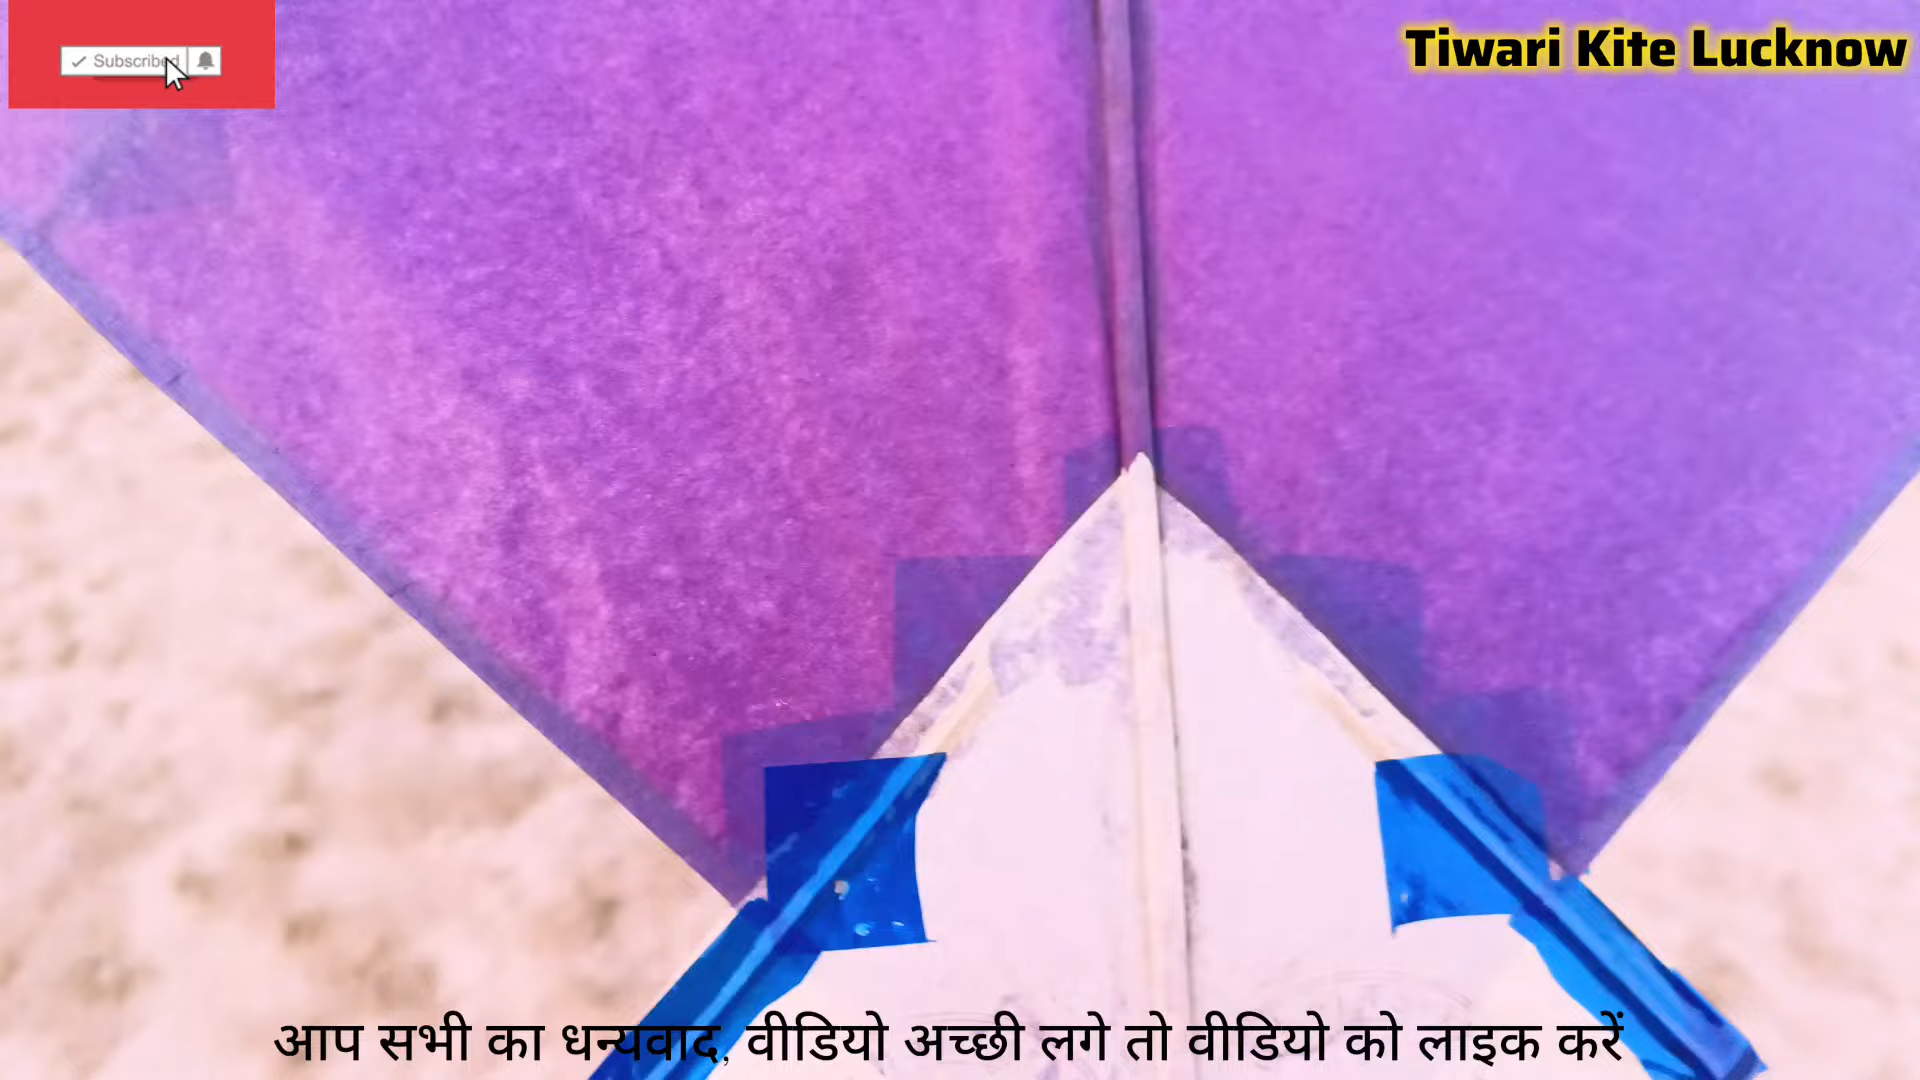 Subscribed
Tiwari Kite Lucknow
आप सभी का धन्यवाद, वीडियो अच्छी लगे तो वीडियो को लाइक करें